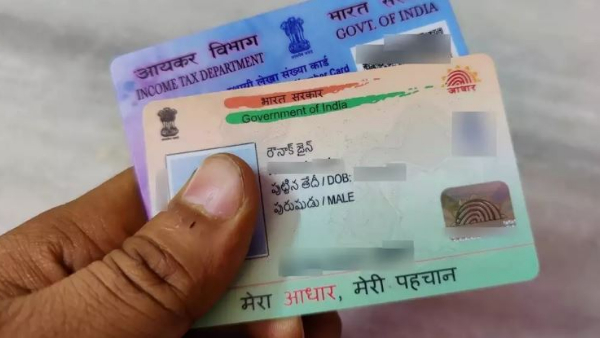 आयकर विभाग
INCOME TAX DEPARTMENT
भारत सरकार
GOVT. OF INDIA
लेखा संख्या कार्ड
Card
भारत सरकार
Government of India
आधार
రౌనాక్ జైన్
పుట్టిన తేదీ / DOB:
పురుషుడు / MALE
मेरा आधार, मेरी पहचान